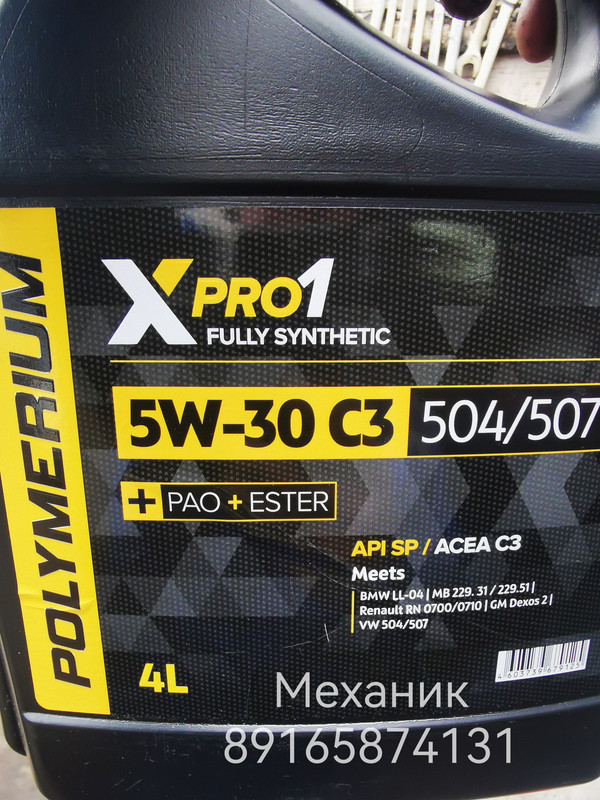 POLYMERIUM
XPRO1
FULLY SYNTHETIC
5W-30 C3 504/507
+ PAO + ESTER
API SP / ACEA C3
Meets
BMW LL-04 | MB 229. 31 / 229.51 |
Renault RN 0700/0710 | GM Dexos 2 |
VW 504/507
4L
4603739679123
Механик
89165874131